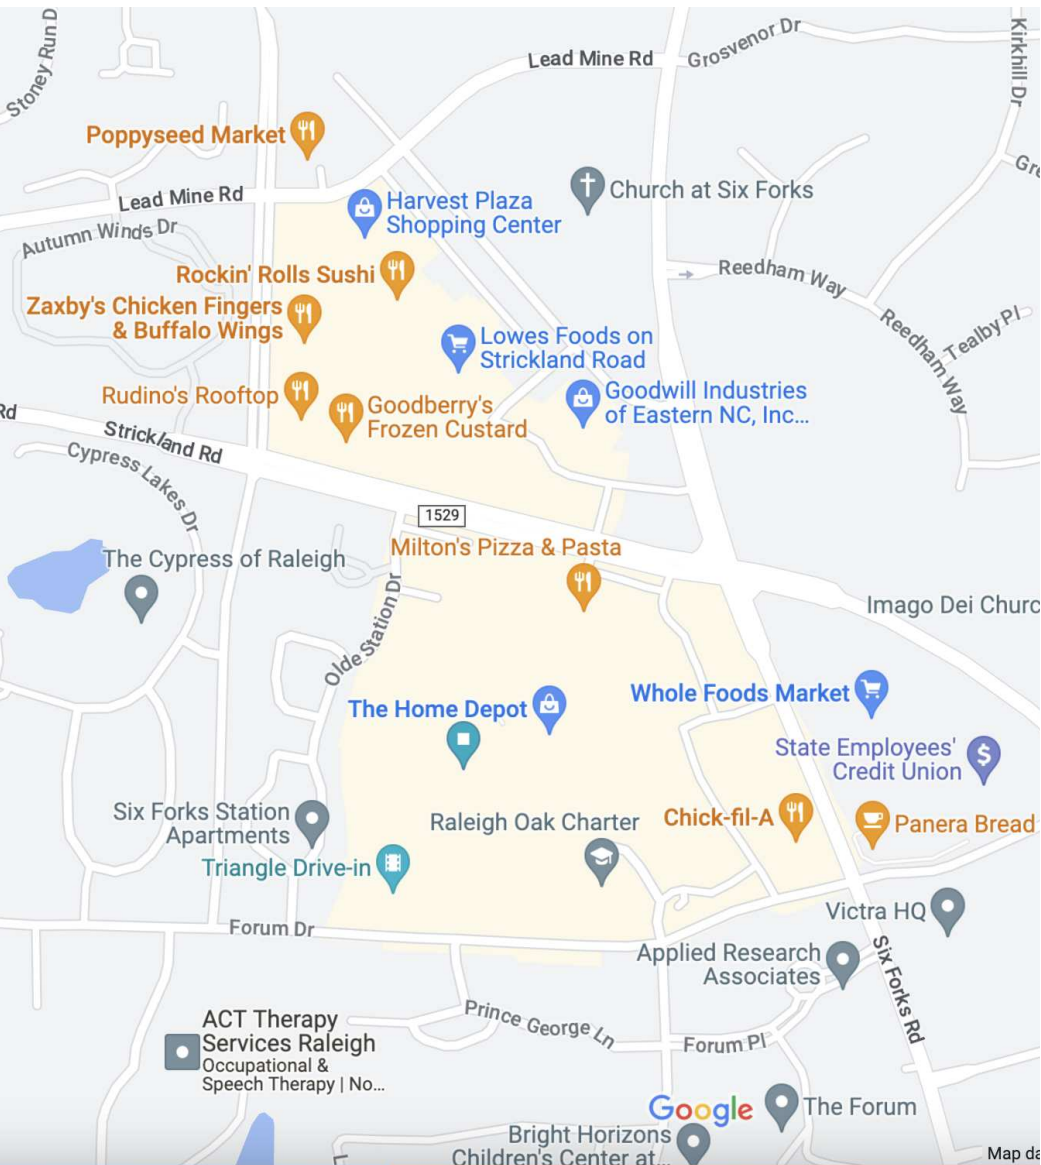 Stoney Run D
Lead Mine Rd
Grosvenor Dr
Kirkhill Dr
Poppyseed Market
Gre
Church at Six Forks
Lead Mine Rd
Harvest Plaza
Shopping Center
Autumn Winds Dr
Rockin' Rolls Sushi
Reedham Way
Zaxby's Chicken Fingers
& Buffalo Wings
Lowes Foods on
Strickland Road
Reedham Way
Tealby Pl
Rudino's Rooftop
Goodberry's
Frozen Custard
Goodwill Industries
of Eastern NC, Inc...
Rd
Strickland Rd
Cypress Lakes Dr
1529
Milton's Pizza & Pasta
The Cypress of Raleigh
Imago Dei Churc
Olde Station Dr
Whole Foods Market
The Home Depot
State Employees'
Credit Union
Six Forks Station
Apartments
Raleigh Oak Charter
Chick-fil-A
Panera Bread
Triangle Drive-in
Victra HQ
Forum Dr
Applied Research
Associates
Six Forks Rd
Prince George Ln
Forum Pl
ACT Therapy
Services Raleigh
Occupational &
Speech Therapy | No...
Google
The Forum
Bright Horizons
Children's Center at...
Map da